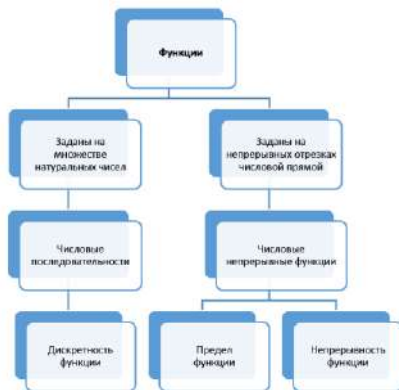 Функции
Заданы на
множестве
натуральных чисел
Заданы на
непрерывных отрезках
числовой прямой
Числовые
последовательности
Числовые
непрерывные функции
Дискретность
функции
Предел
функции
Непрерывность
функции